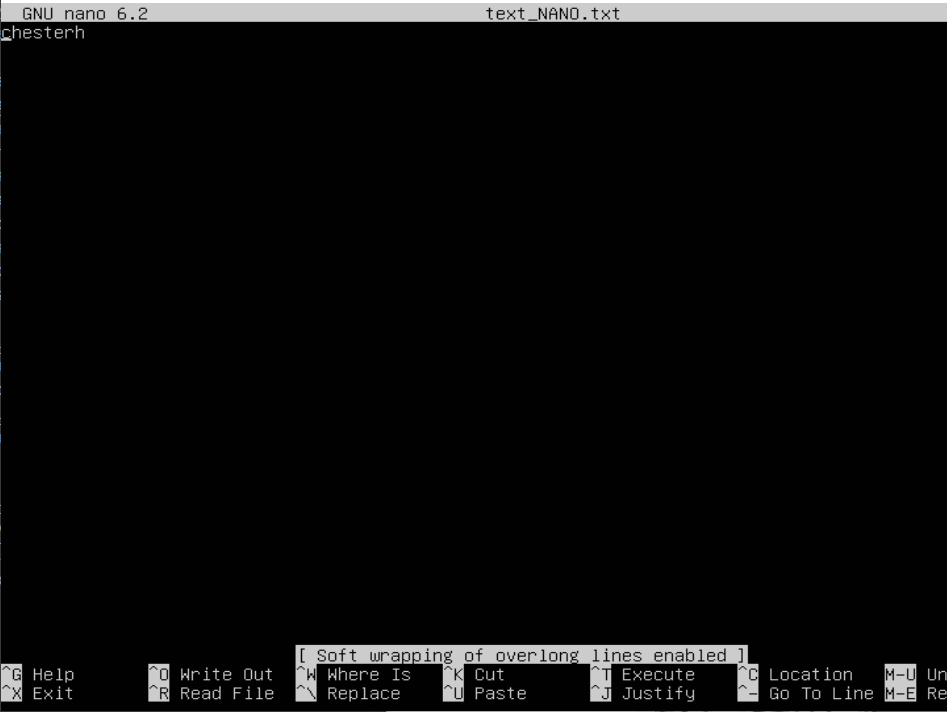 GNU nano 6.2 text_NANO.txt
chesterh
[ Soft wrapping of overlong lines enabled ]
^G Help ^O Write Out ^W Where Is ^K Cut ^T Execute ^C Location M-U Un
^X Exit ^R Read File ^\ Replace ^U Paste ^J Justify ^- Go To Line M-E Re